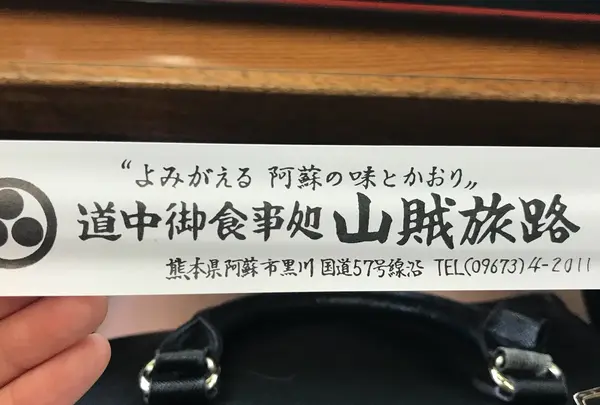 “よみがえる 阿蘇の味とかおり„
道中御食事処 山賊旅路
熊本県阿蘇市黒川 国道57号線沿 TEL(09673)4-2011